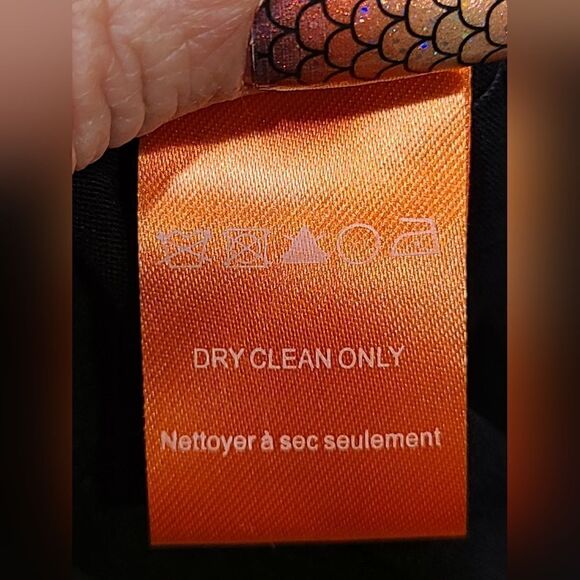 DRY CLEAN ONLY
Nettoyer à sec seulement